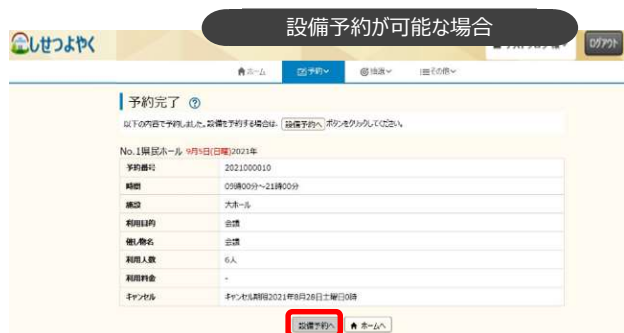 設備予約が可能な場合
しせつよやく
ログアウト
ホーム 予約 抽選 その他
予約完了 ?
以下の内容で予約しました。設備を予約する場合は、 設備予約へ ボタンをクリックしてください。
No.1県民ホール 9月5日(日曜)2021年
予約番号 2021000010
時間 09時00分～21時00分
施設 大ホール
利用目的 会議
催し物名 会議
利用人数 6人
利用料金 -
キャンセル キャンセル期限2021年8月28日土曜日0時
設備予約へ ホームへ